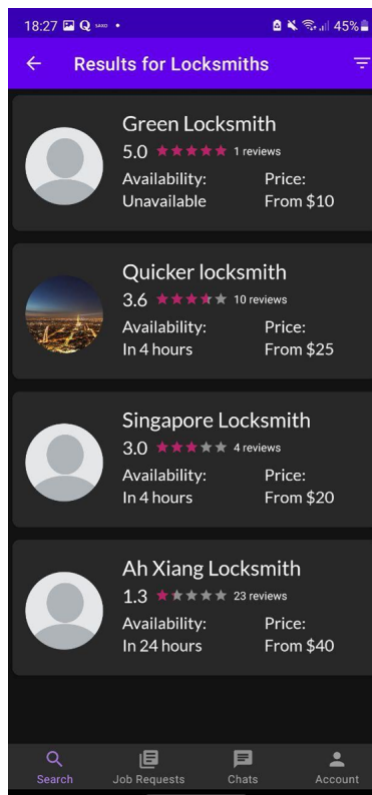 18:27 Q 45%
Results for Locksmiths
Green Locksmith
5.0 1 reviews
Availability: Price:
Unavailable From $10
Quicker locksmith
3.6 10 reviews
Availability: Price:
In 4 hours From $25
Singapore Locksmith
3.0 4 reviews
Availability: Price:
In 4 hours From $20
Ah Xiang Locksmith
1.3 23 reviews
Availability: Price:
In 24 hours From $40
Search Job Requests Chats Account